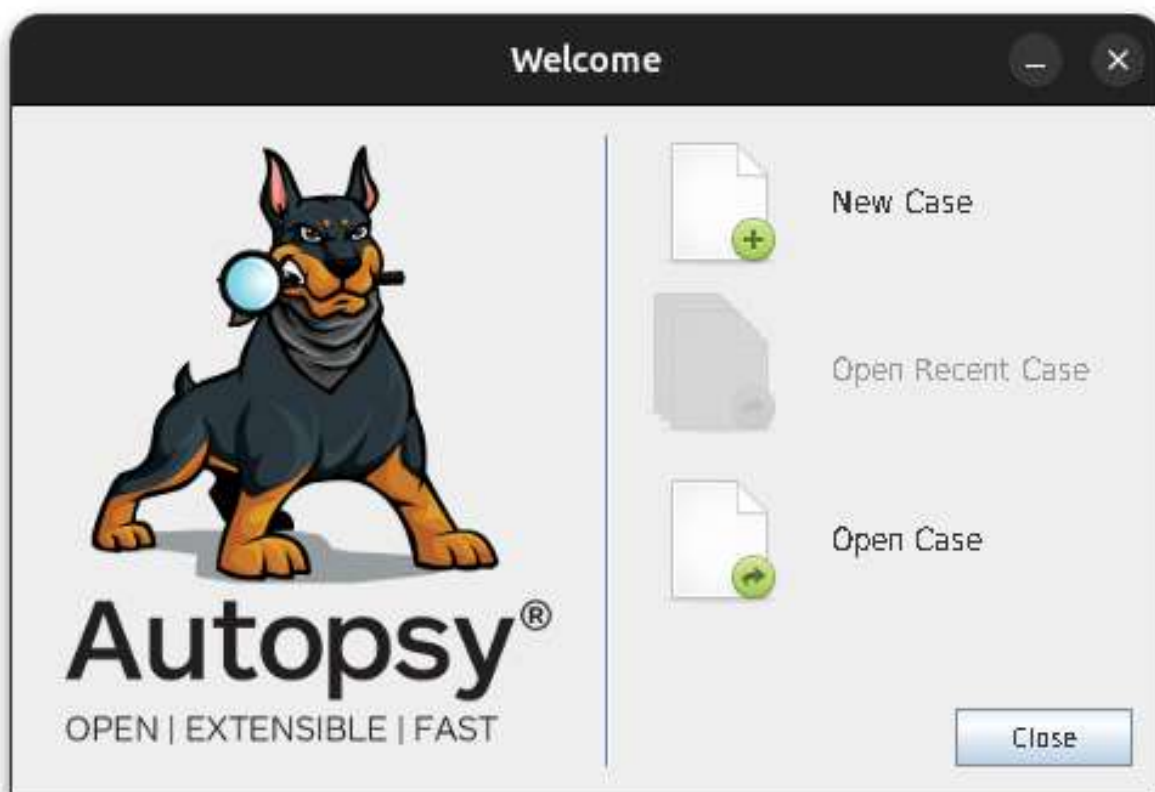 Welcome
New Case
Open Recent Case
Open Case
Autopsy®
OPEN | EXTENSIBLE | FAST
Close